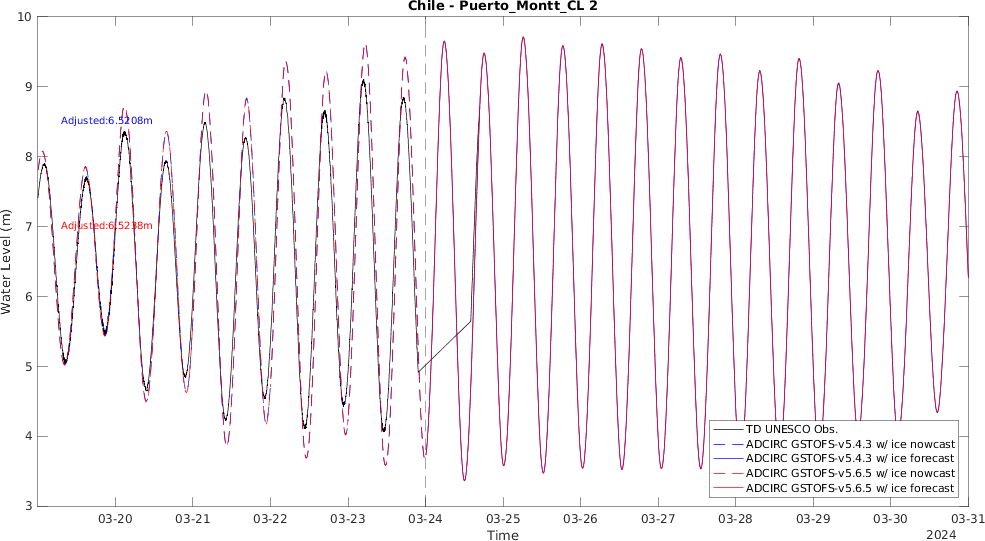 Chile - Puerto_Montt_CL 2
Water Level (m)
10
9
8
7
6
5
4
3
Adjusted:6.5208m
Adjusted:6.5238m
TD UNESCO Obs.
ADCIRC GSTOFS-v5.4.3 w/ ice nowcast
ADCIRC GSTOFS-v5.4.3 w/ ice forecast
ADCIRC GSTOFS-v5.6.5 w/ ice nowcast
ADCIRC GSTOFS-v5.6.5 w/ ice forecast
03-20 03-21 03-22 03-23 03-24 03-25 03-26 03-27 03-28 03-29 03-30 03-31
Time
2024